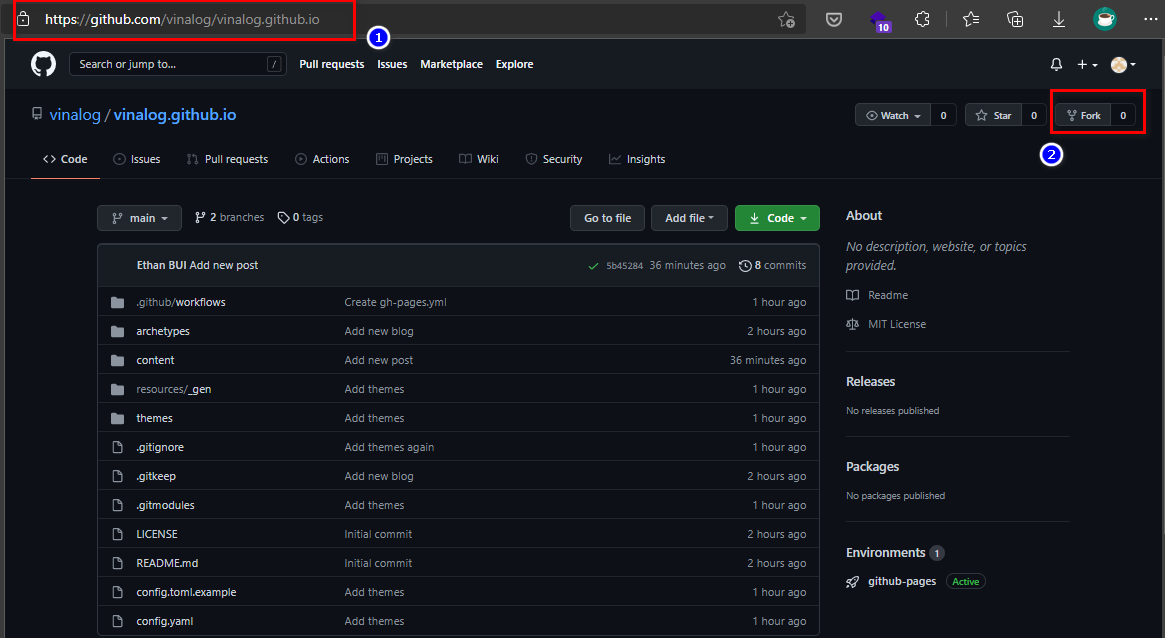 https://github.com/vinalog/vinalog.github.io
10
1
Search or jump to... / Pull requests Issues Marketplace Explore
vinalog / vinalog.github.io
Watch 0 Star 0 Fork 0
2
Code Issues Pull requests Actions Projects Wiki Security Insights
main 2 branches 0 tags Go to file Add file Code
Ethan BUI Add new post 5b45284 36 minutes ago 8 commits
.github/workflows Create gh-pages.yml 1 hour ago
archetypes Add new blog 2 hours ago
content Add new post 36 minutes ago
resources/_gen Add themes 1 hour ago
themes Add themes 1 hour ago
.gitignore Add themes again 1 hour ago
.gitkeep Add new blog 2 hours ago
.gitmodules Add themes 1 hour ago
LICENSE Initial commit 2 hours ago
README.md Initial commit 2 hours ago
config.toml.example Add themes 1 hour ago
config.yaml Add themes 1 hour ago
About
No description, website, or topics
provided.
Readme
MIT License
Releases
No releases published
Packages
No packages published
Environments 1
github-pages Active